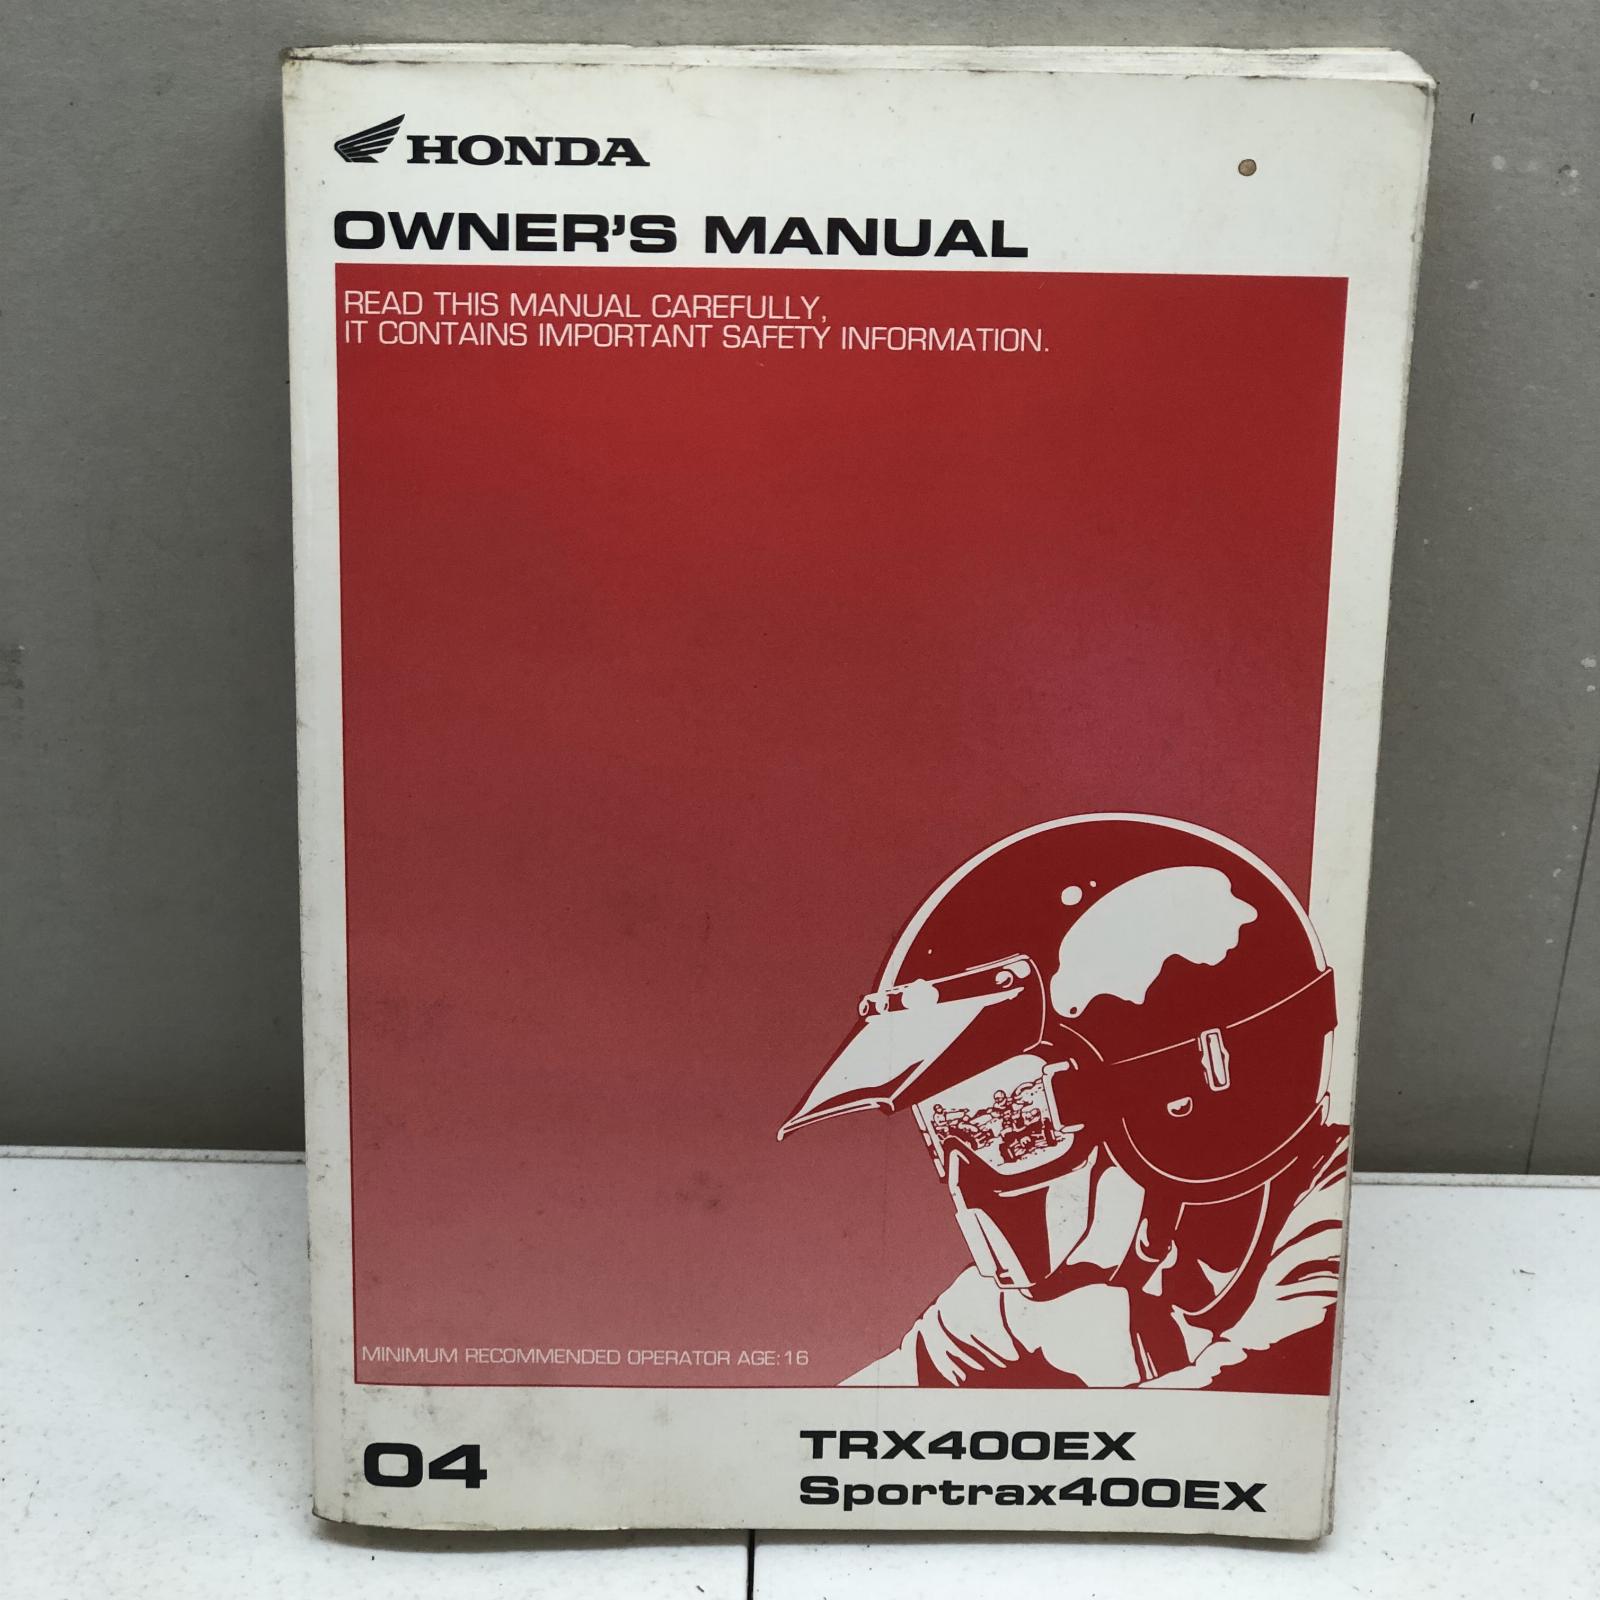 HONDA
OWNER'S MANUAL
READ THIS MANUAL CAREFULLY,
IT CONTAINS IMPORTANT SAFETY INFORMATION.
MINIMUM RECOMMENDED OPERATOR AGE:16
04
TRX400EX
Sportrax400EX